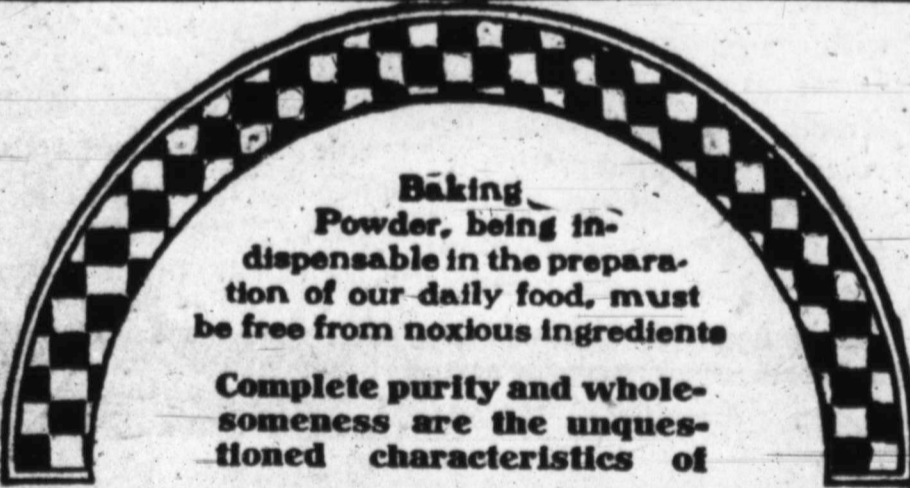 Baking
Powder, being in-
dispensable in the prepara-
tion of our daily food, must
be free from noxious ingredients
Complete purity and whole-
someness are the unques-
tioned characteristics of